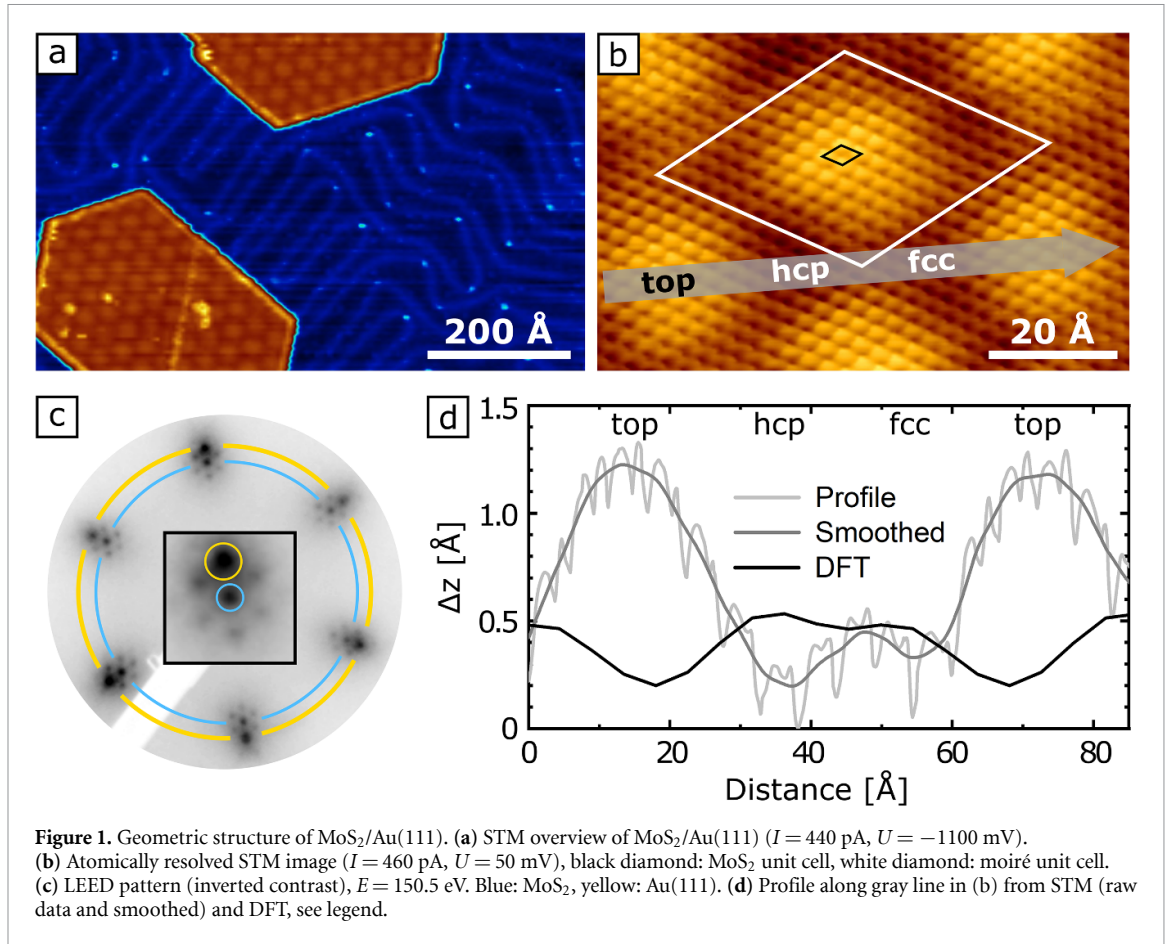 a
200 Å
b
top
hcp
fcc
20 Å
c
d
1.5
1.0
0.5
0
Δz [Å]
top
hcp
fcc
top
Profile
Smoothed
DFT
0
20
40
60
80
Distance [Å]
Figure 1. Geometric structure of MoS₂/Au(111). (a) STM overview of MoS₂/Au(111) (I = 440 pA, U = −1100 mV).
(b) Atomically resolved STM image (I = 460 pA, U = 50 mV), black diamond: MoS₂ unit cell, white diamond: moiré unit cell.
(c) LEED pattern (inverted contrast), E = 150.5 eV. Blue: MoS₂, yellow: Au(111). (d) Profile along gray line in (b) from STM (raw
data and smoothed) and DFT, see legend.